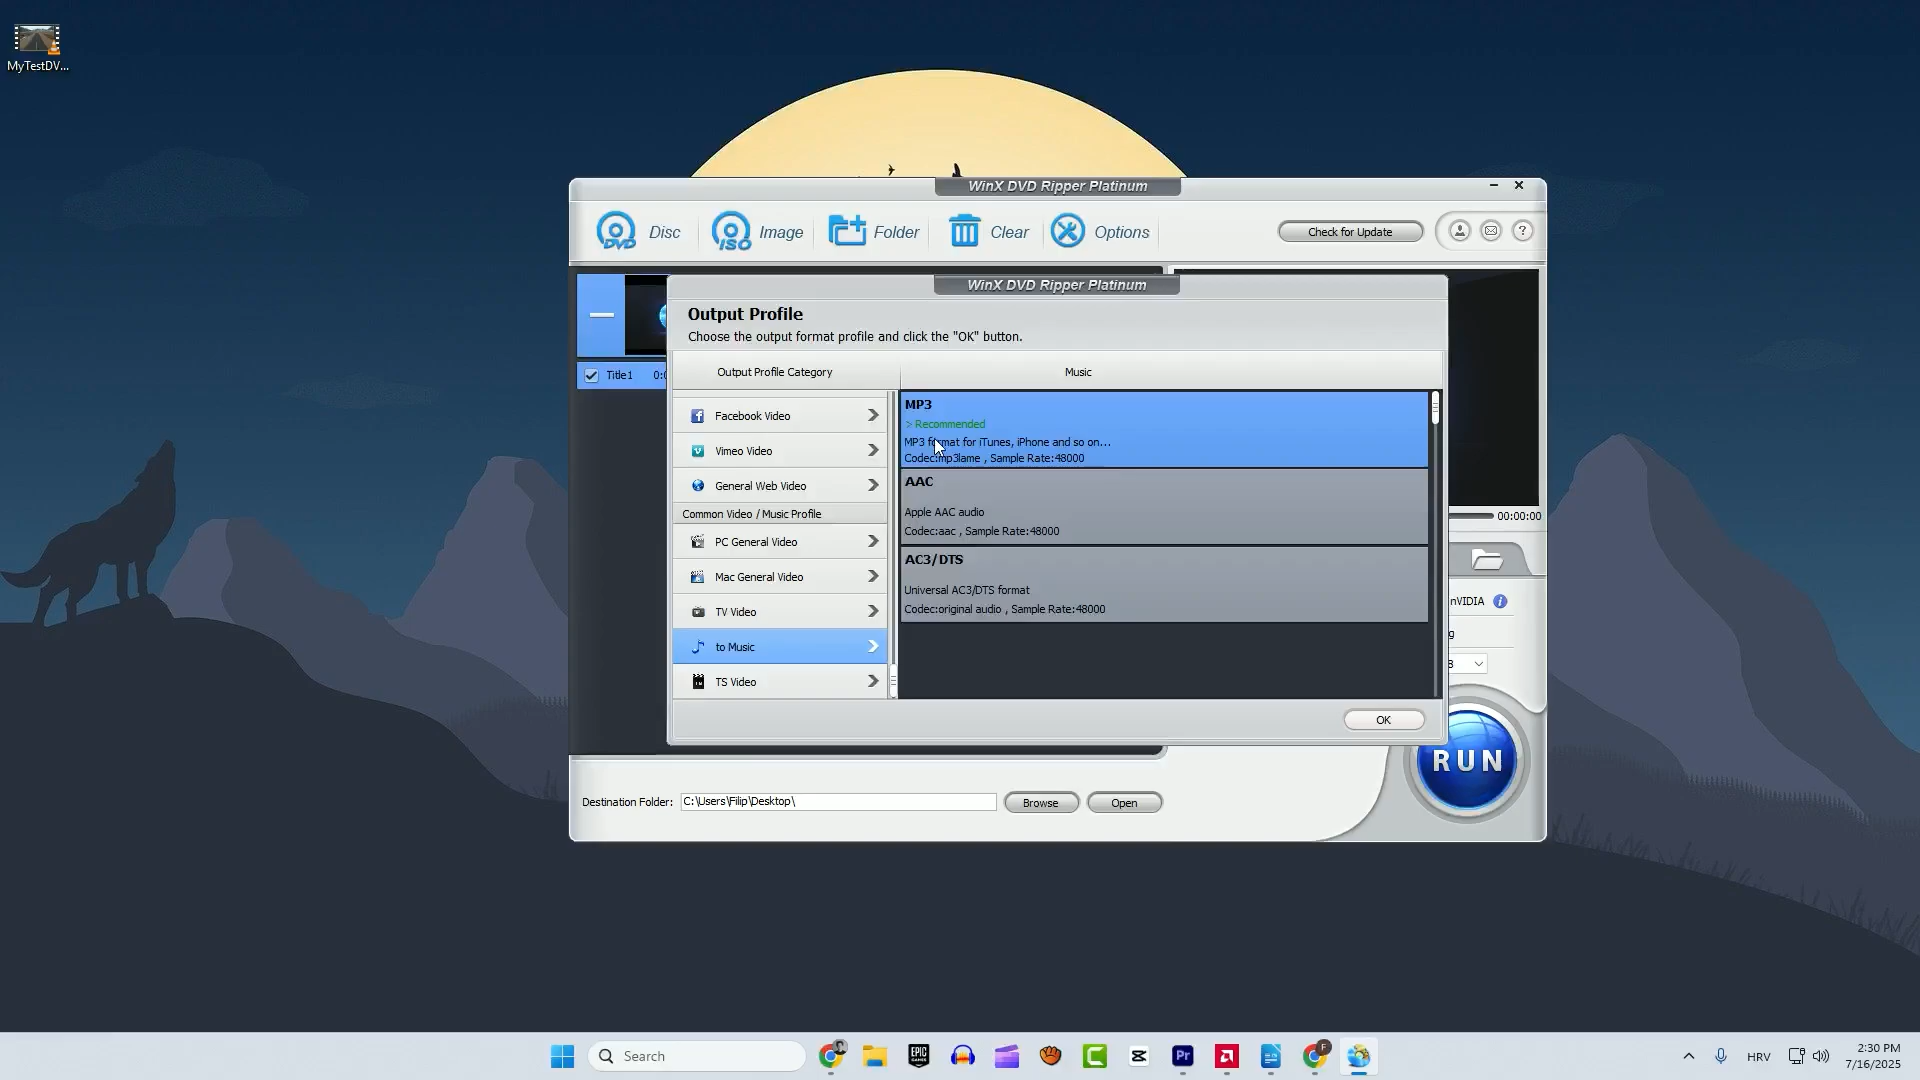 MyTestDV...
WinX DVD Ripper Platinum
DVD
Disc
ISO
Image
Folder
Clear
Options
Check for Update
?
WinX DVD Ripper Platinum
Output Profile
Choose the output format profile and click the "OK" button.
Output Profile Category
Music
Title1
Facebook Video
Vimeo Video
General Web Video
Common Video / Music Profile
PC General Video
Mac General Video
TV Video
to Music
TS Video
MP3
> Recommended
MP3 format for iTunes, iPhone and so on...
Codec:mp3lame , Sample Rate:48000
AAC
Apple AAC audio
Codec:aac , Sample Rate:48000
AC3/DTS
Universal AC3/DTS format
Codec:original audio , Sample Rate:48000
OK
00:00:00
nVIDIA
RUN
Destination Folder:
C:\Users\Filip\Desktop\
Browse
Open
Search
EPIC
GAMES
Pr
F
HRV
2:30 PM
7/16/2025